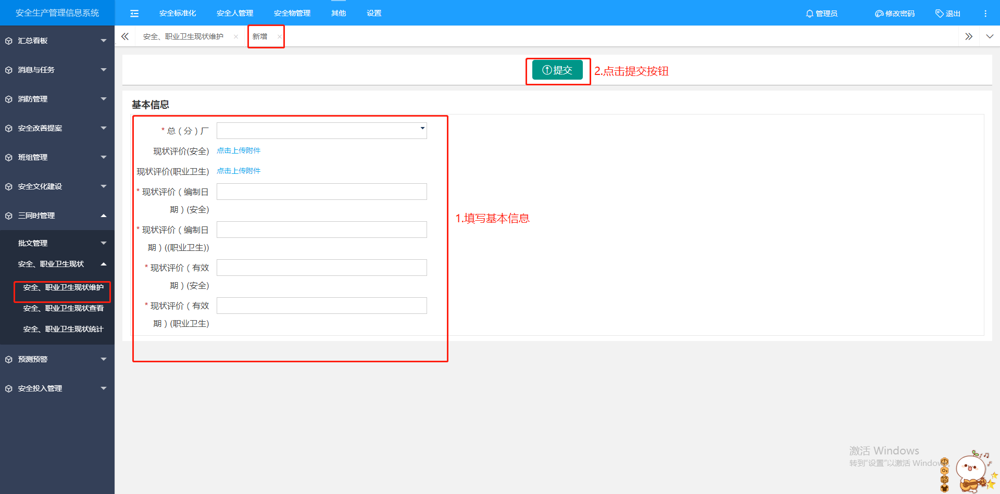 安全生产管理信息系统
安全标准化
安全人管理
安全物管理
其他
设置
管理员
修改密码
退出
安全、职业卫生现状维护
新增
汇总看板
消息与任务
消防管理
安全改善提案
班组管理
安全文化建设
三同时管理
批文管理
安全、职业卫生现状
安全、职业卫生现状维护
安全、职业卫生现状查看
安全、职业卫生现状统计
预测预警
安全投入管理
提交
2.点击提交按钮
基本信息
* 总（分）厂
现状评价(安全) 点击上传附件
现状评价(职业卫生) 点击上传附件
* 现状评价（编制日
期）(安全)
* 现状评价（编制日
期）((职业卫生))
* 现状评价（有效
期）(安全)
* 现状评价（有效
期）(职业卫生)
1.填写基本信息
激活 Windows
转到"设置"以激活 Windows。
中
简